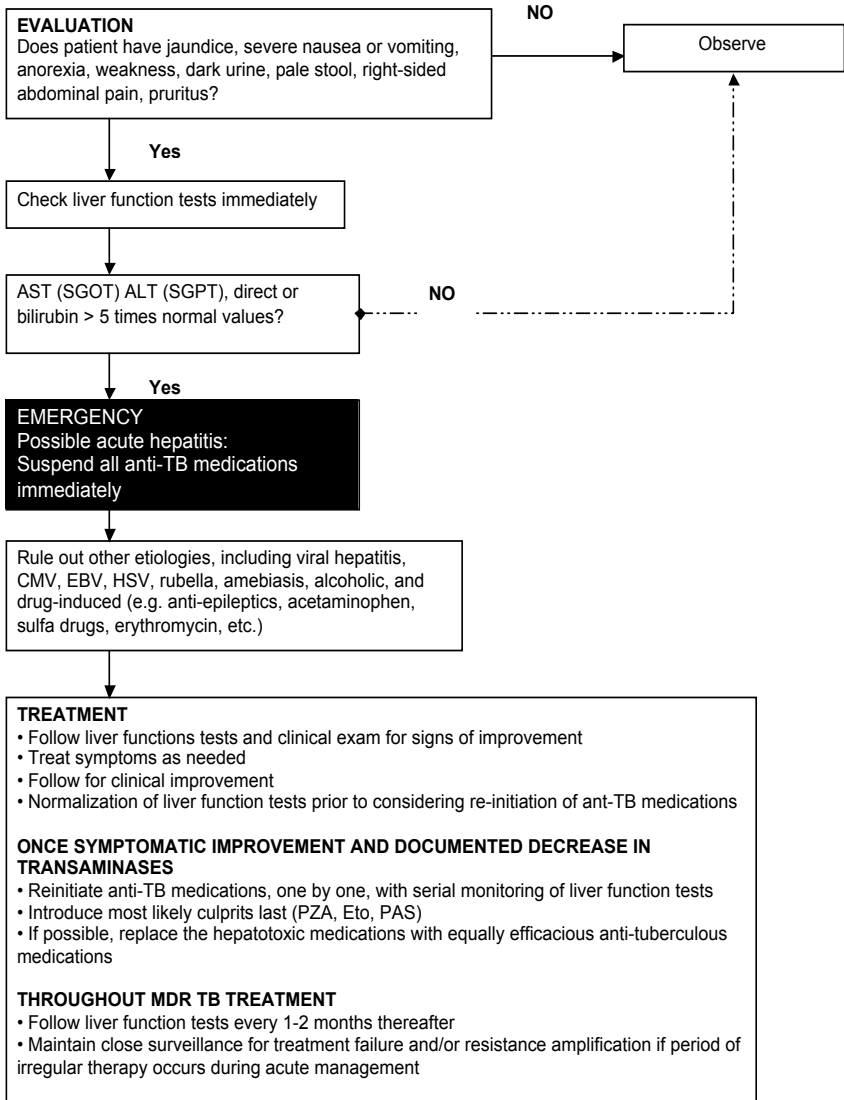 EVALUATION
Does patient have jaundice, severe nausea or vomiting,
anorexia, weakness, dark urine, pale stool, right-sided
abdominal pain, pruritus?
NO
Observe
Yes
Check liver function tests immediately
AST (SGOT) ALT (SGPT), direct or
bilirubin > 5 times normal values?
NO
Yes
EMERGENCY
Possible acute hepatitis:
Suspend all anti-TB medications
immediately
Rule out other etiologies, including viral hepatitis,
CMV, EBV, HSV, rubella, amebiasis, alcoholic, and
drug-induced (e.g. anti-epileptics, acetaminophen,
sulfa drugs, erythromycin, etc.)
TREATMENT
• Follow liver functions tests and clinical exam for signs of improvement
• Treat symptoms as needed
• Follow for clinical improvement
• Normalization of liver function tests prior to considering re-initiation of ant-TB medications
ONCE SYMPTOMATIC IMPROVEMENT AND DOCUMENTED DECREASE IN
TRANSAMINASES
• Reinitiate anti-TB medications, one by one, with serial monitoring of liver function tests
• Introduce most likely culprits last (PZA, Eto, PAS)
• If possible, replace the hepatotoxic medications with equally efficacious anti-tuberculous
medications
THROUGHOUT MDR TB TREATMENT
• Follow liver function tests every 1-2 months thereafter
• Maintain close surveillance for treatment failure and/or resistance amplification if period of
irregular therapy occurs during acute management